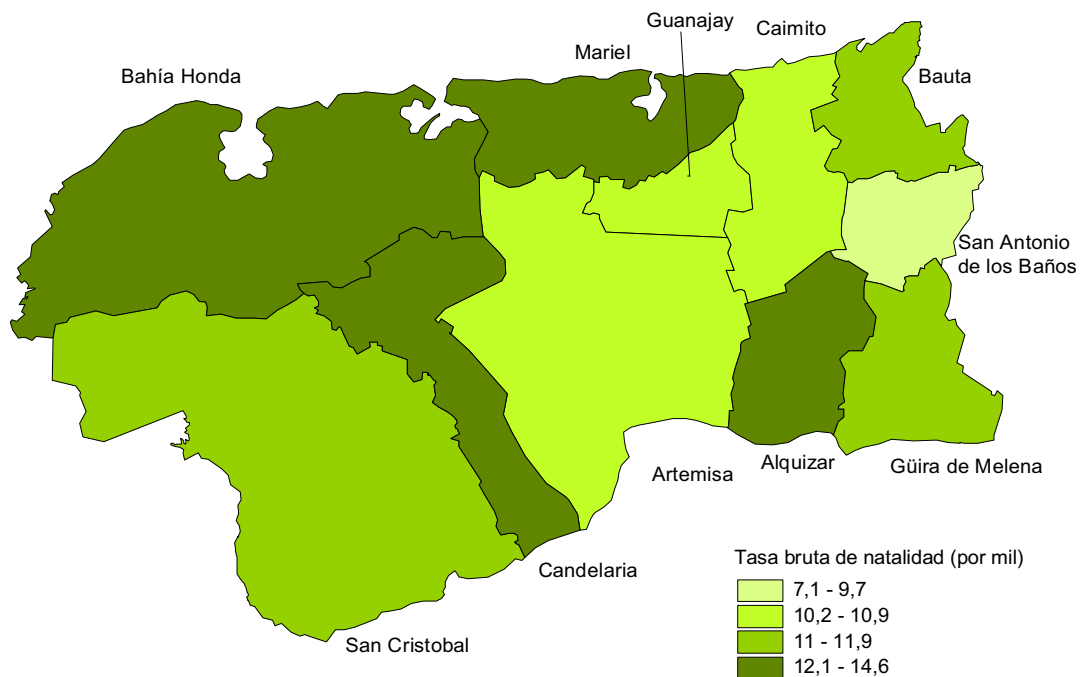 Guanajay
Caimito
Mariel
Bahía Honda
Bauta
San Antonio
de los Baños
Alquizar
Güira de Melena
Artemisa
Candelaria
San Cristobal
Tasa bruta de natalidad (por mil)
7,1 - 9,7
10,2 - 10,9
11 - 11,9
12,1 - 14,6